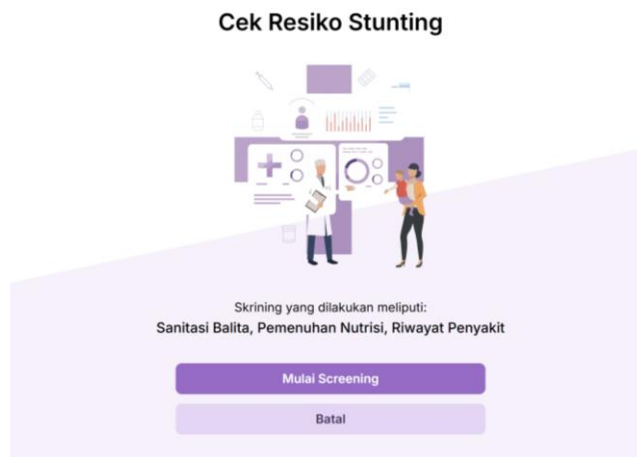 Cek Resiko Stunting
Skrining yang dilakukan meliputi:
Sanitasi Balita, Pemenuhan Nutrisi, Riwayat Penyakit
Mulai Screening
Batal